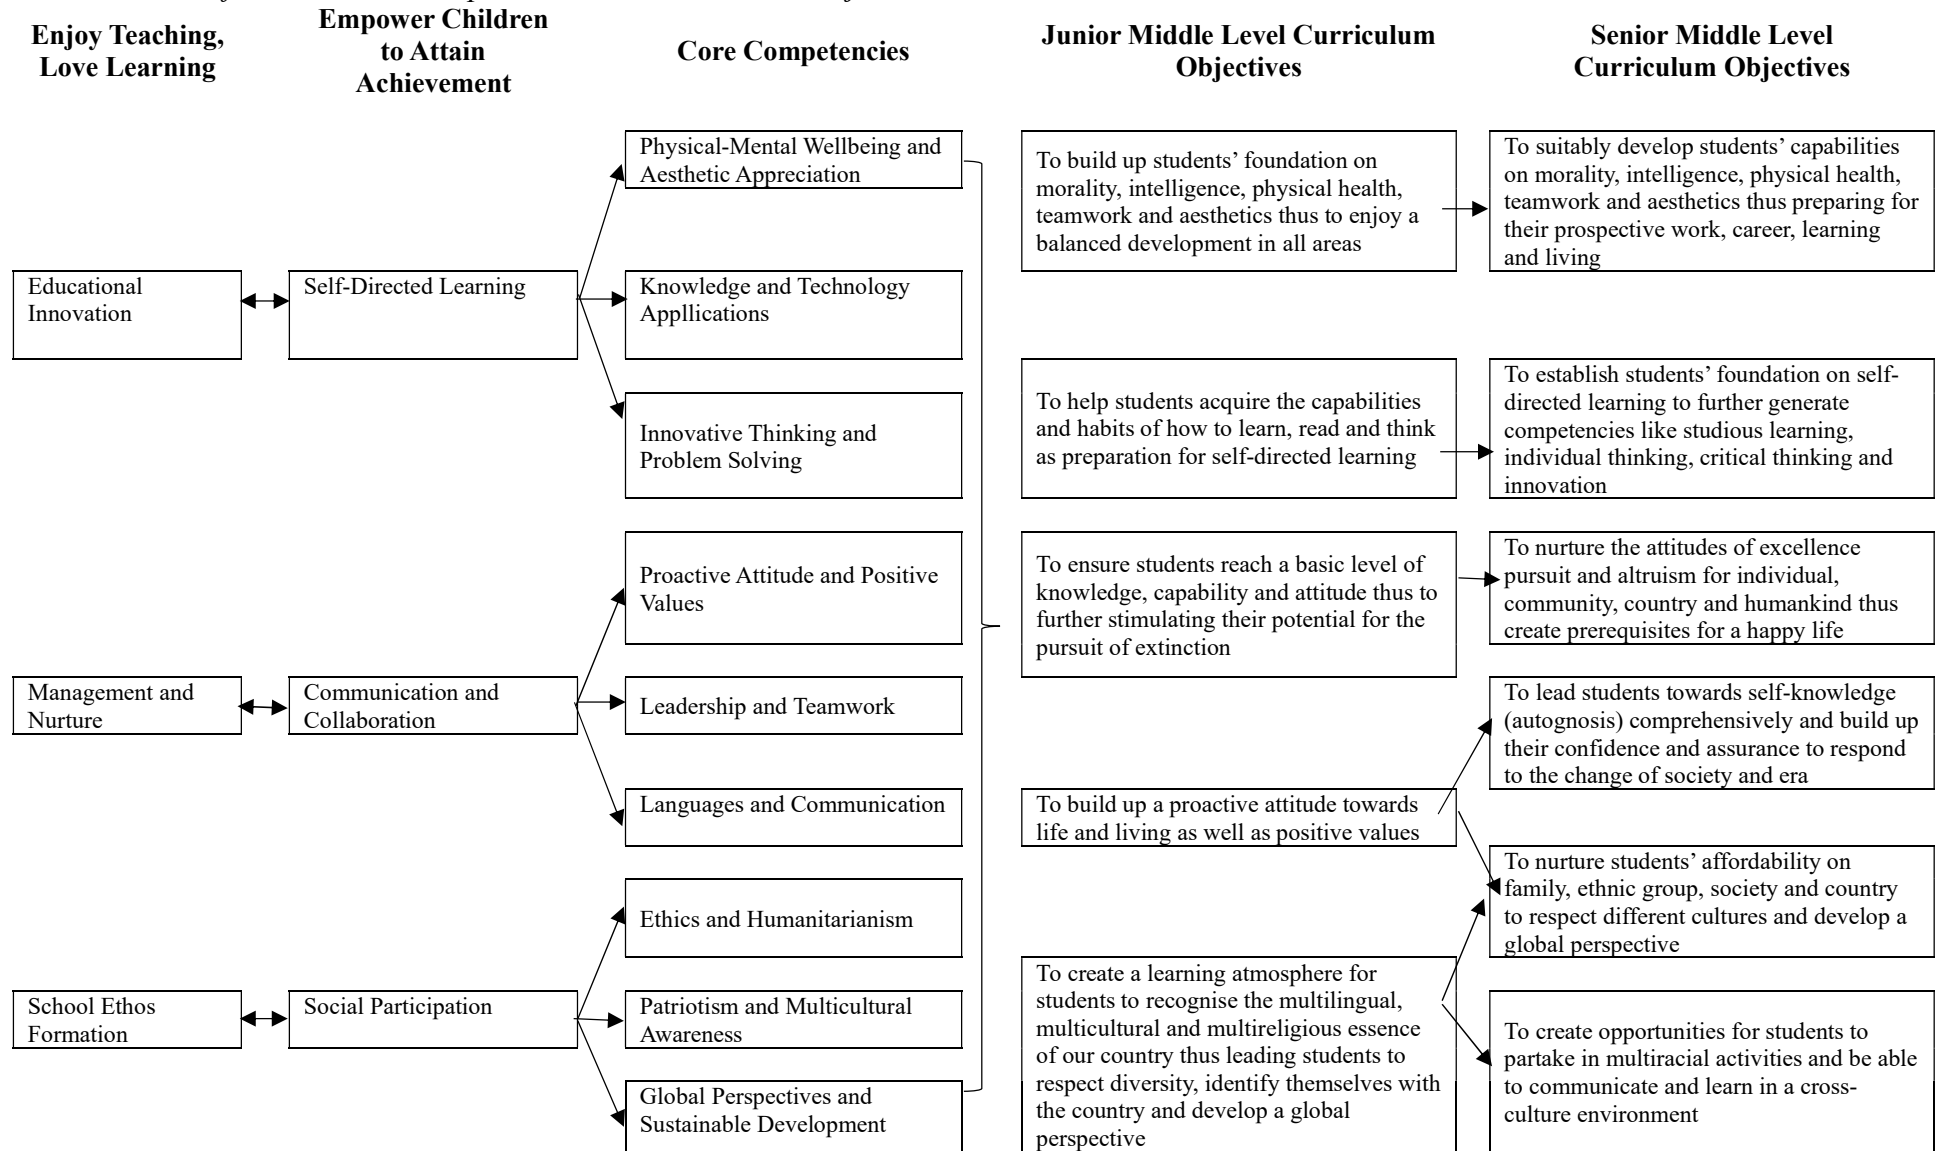 Enjoy Teaching,
Love Learning
Empower Children
to Attain
Achievement
Core Competencies
Junior Middle Level Curriculum
Objectives
Senior Middle Level
Curriculum Objectives
Educational
Innovation
Management and
Nurture
School Ethos
Formation
Self-Directed Learning
Communication and
Collaboration
Social Participation
Physical-Mental Wellbeing and
Aesthetic Appreciation
Knowledge and Technology
Appllications
Innovative Thinking and
Problem Solving
Proactive Attitude and Positive
Values
Leadership and Teamwork
Languages and Communication
Ethics and Humanitarianism
Patriotism and Multicultural
Awareness
Global Perspectives and
Sustainable Development
To build up students’ foundation on
morality, intelligence, physical health,
teamwork and aesthetics thus to enjoy a
balanced development in all areas
To help students acquire the capabilities
and habits of how to learn, read and think
as preparation for self-directed learning
To ensure students reach a basic level of
knowledge, capability and attitude thus to
further stimulating their potential for the
pursuit of extinction
To build up a proactive attitude towards
life and living as well as positive values
To create a learning atmosphere for
students to recognise the multilingual,
multicultural and multireligious essence
of our country thus leading students to
respect diversity, identify themselves with
the country and develop a global
perspective
To suitably develop students’ capabilities
on morality, intelligence, physical health,
teamwork and aesthetics thus preparing for
their prospective work, career, learning
and living
To establish students’ foundation on self-
directed learning to further generate
competencies like studious learning,
individual thinking, critical thinking and
innovation
To nurture the attitudes of excellence
pursuit and altruism for individual,
community, country and humankind thus
create prerequisites for a happy life
To lead students towards self-knowledge
(autognosis) comprehensively and build up
their confidence and assurance to respond
to the change of society and era
To nurture students’ affordability on
family, ethnic group, society and country
to respect different cultures and develop a
global perspective
To create opportunities for students to
partake in multiracial activities and be able
to communicate and learn in a cross-
culture environment